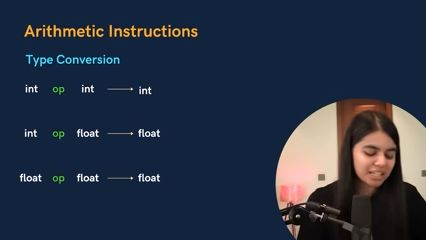 Arithmetic Instructions
Type Conversion
int op int int
int op float float
float op float float